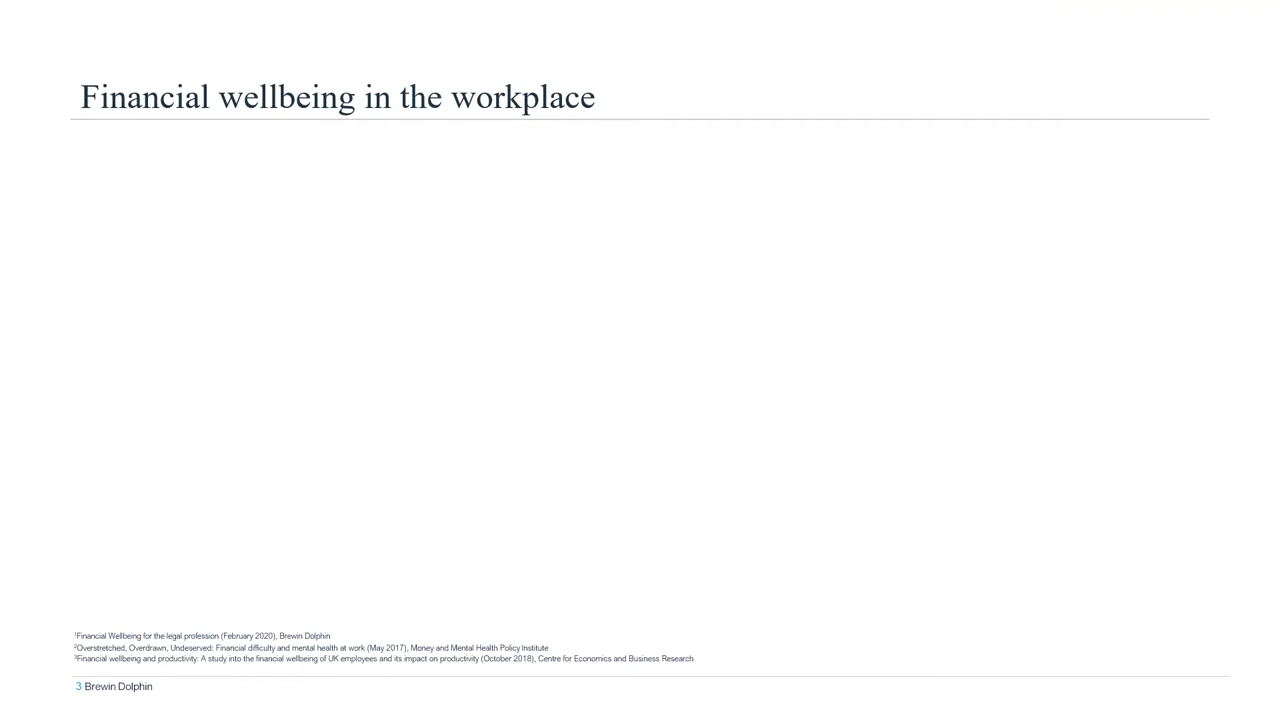 Financial wellbeing in the workplace
1Financial Wellbeing for the legal profession (February 2020), Brewin Dolphin
2Overstretched, Overdrawn, Undeserved: Financial difficulty and mental health at work (May 2017), Money and Mental Health Policy Institute
3Financial wellbeing and productivity: A study into the financial wellbeing of UK employees and its impact on productivity (October 2018), Centre for Economics and Business Research
3 Brewin Dolphin